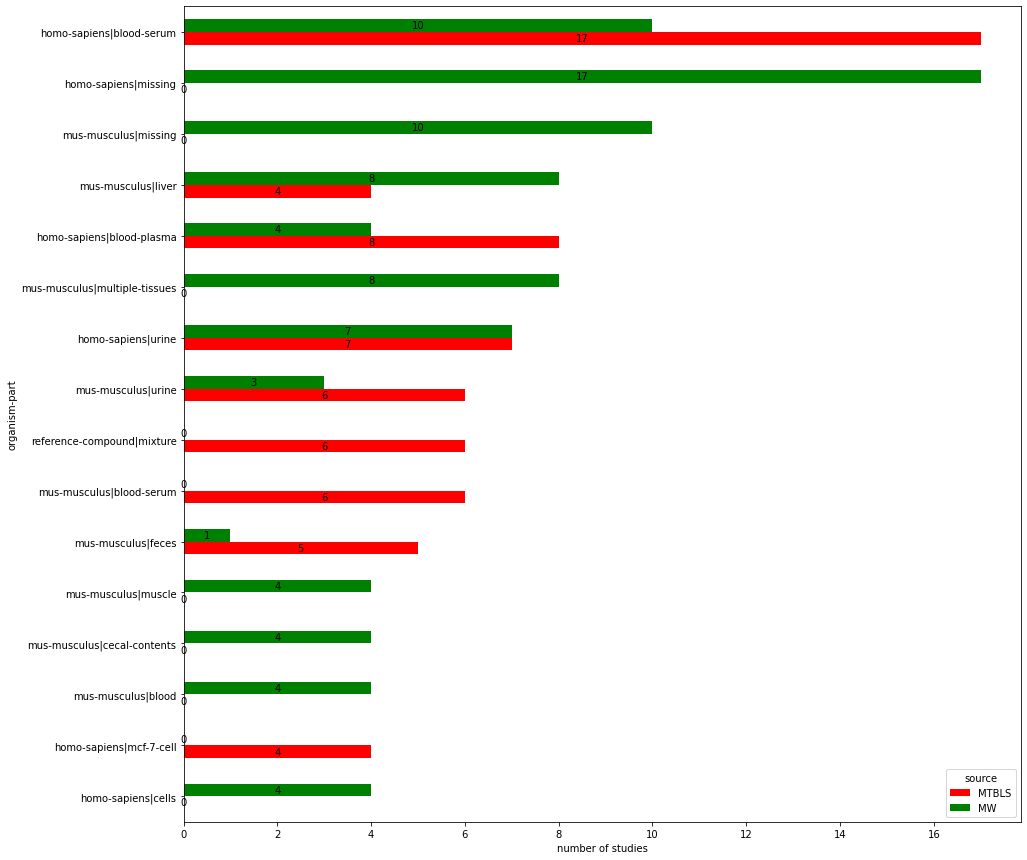 homo-sapiens|blood-serum
10
17
homo-sapiens|missing
17
0
mus-musculus|missing
10
0
mus-musculus|liver
8
4
homo-sapiens|blood-plasma
4
8
mus-musculus|multiple-tissues
8
0
homo-sapiens|urine
7
7
mus-musculus|urine
3
6
reference-compound|mixture
0
6
mus-musculus|blood-serum
0
6
mus-musculus|feces
1
5
mus-musculus|muscle
4
0
mus-musculus|cecal-contents
4
0
mus-musculus|blood
4
0
homo-sapiens|mcf-7-cell
0
4
homo-sapiens|cells
4
0
organism-part
source
MTBLS
MW
0 2 4 6 8 10 12 14 16
number of studies